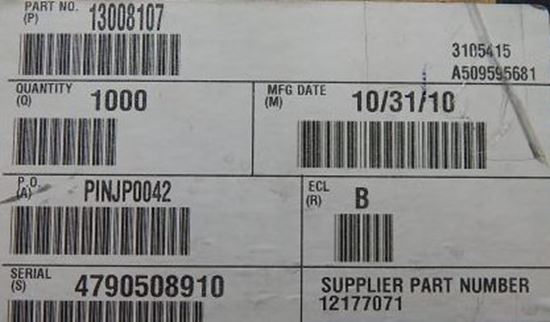 PART NO. 13008107
(P)
3105415
A509595681
QUANTITY 1000
(Q)
MFG DATE 10/31/10
(M)
P.O. PINJP0042
(A)
ECL B
(R)
SERIAL 4790508910
(S)
SUPPLIER PART NUMBER
12177071